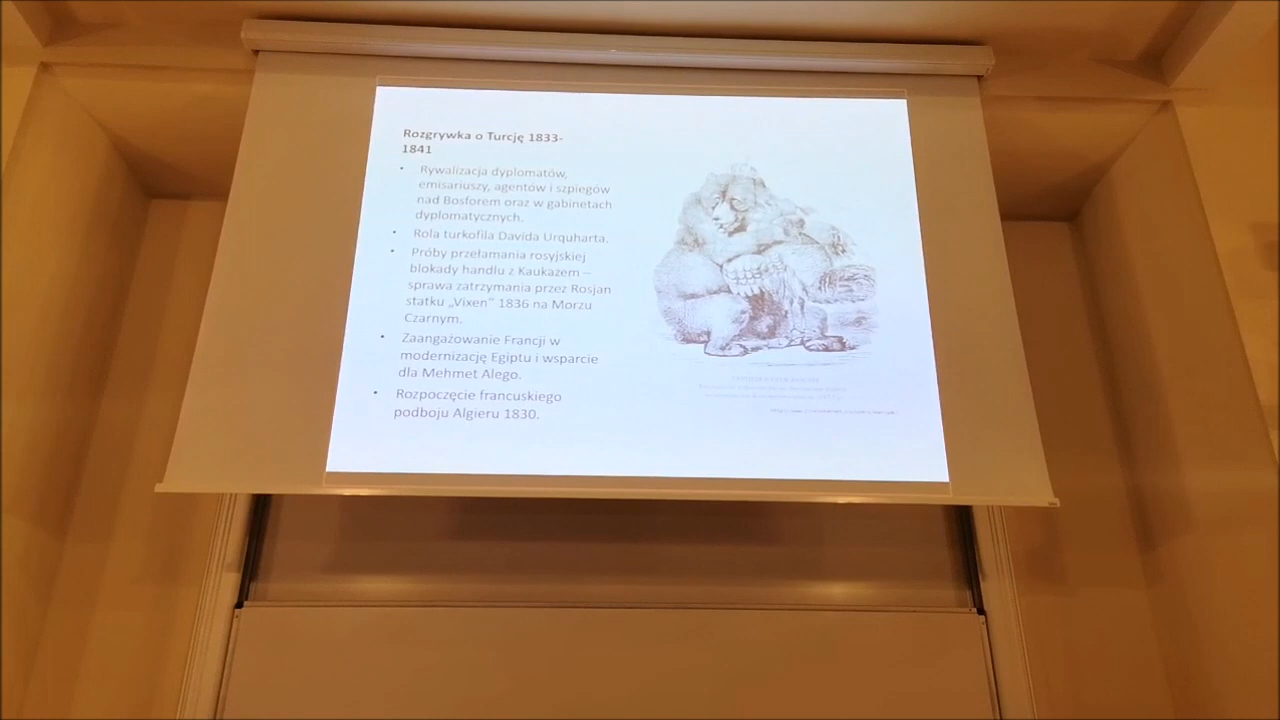 Rozgrywka o Turcję 1833-
1841
• Rywalizacja dyplomatów,
emisariuszy, agentów i szpiegów
nad Bosforem oraz w gabinetach
dyplomatycznych.
• Rola turkofila Davida Urquharta.
• Próby przełamania rosyjskiej
blokady handlu z Kaukazem –
sprawa zatrzymania przez Rosjan
statku „Vixen” 1836 na Morzu
Czarnym.
• Zaangażowanie Francji w
modernizację Egiptu i wsparcie
dla Mehmet Alego.
• Rozpoczęcie francuskiego
podboju Algieru 1830.